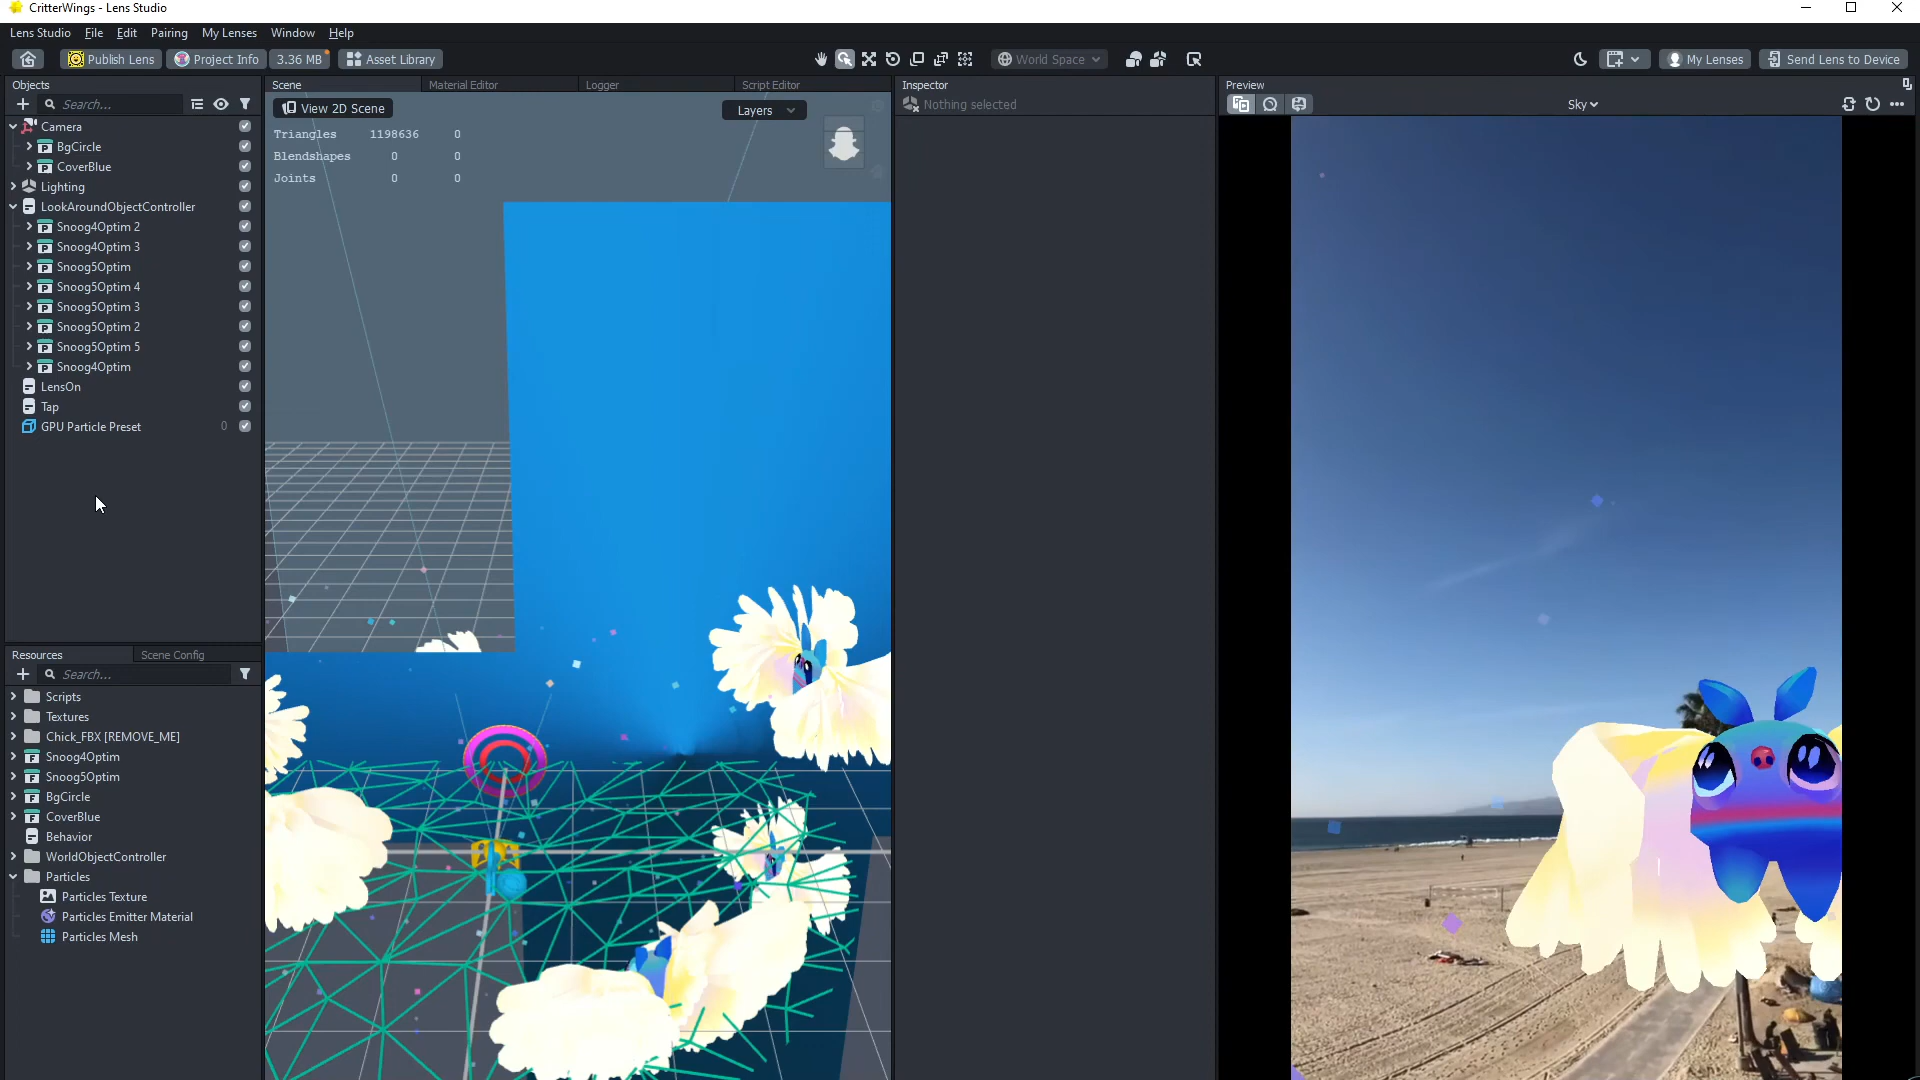 CritterWings - Lens Studio
Lens Studio File Edit Pairing My Lenses Window Help
Publish Lens Project Info 3.36 MB Asset Library World Space My Lenses Send Lens to Device
Objects
Search...
Camera
BgCircle
CoverBlue
Lighting
LookAroundObjectController
Snoog4Optim 2
Snoog4Optim 3
Snoog5Optim
Snoog5Optim 4
Snoog5Optim 3
Snoog5Optim 2
Snoog5Optim 5
Snoog4Optim
LensOn
Tap
GPU Particle Preset 0
Resources Scene Config
Search...
Scripts
Textures
Chick_FBX [REMOVE_ME]
Snoog4Optim
Snoog5Optim
BgCircle
CoverBlue
Behavior
WorldObjectController
Particles
Particles Texture
Particles Emitter Material
Particles Mesh
Scene Material Editor Logger Script Editor
View 2D Scene Layers
Triangles 1198636 0
Blendshapes 0 0
Joints 0 0
Inspector
Nothing selected
Preview
Sky